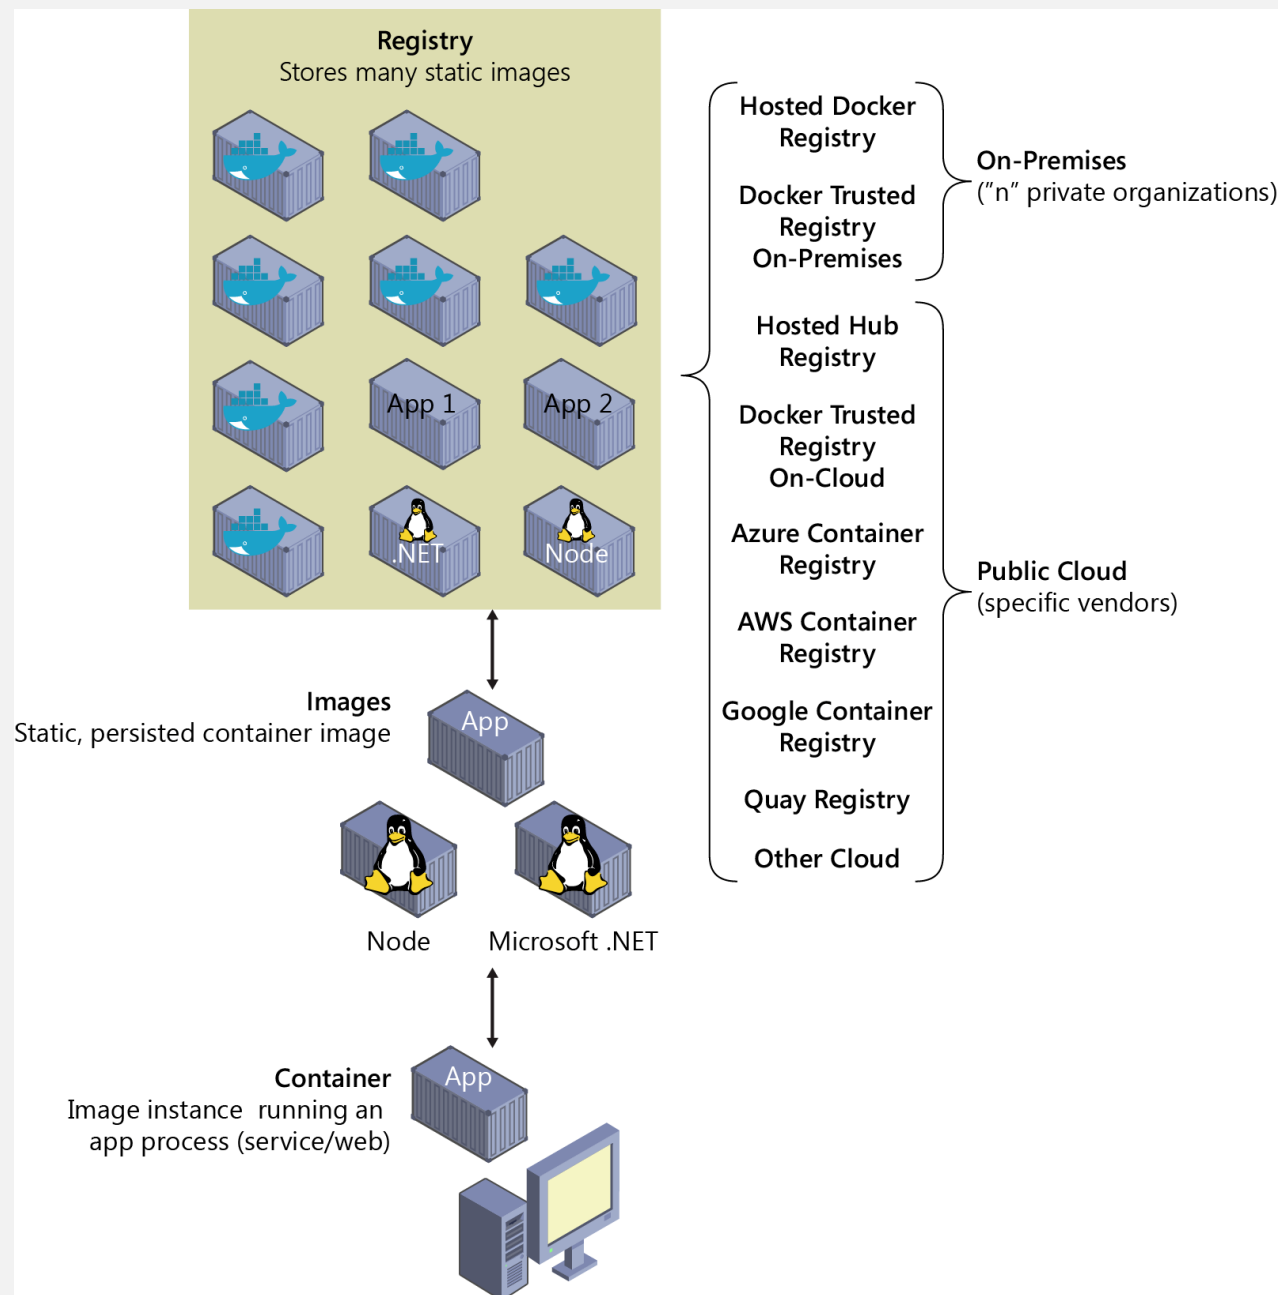 Registry
Stores many static images
App 1
App 2
.NET
Node
Hosted Docker
Registry
Docker Trusted
Registry
On-Premises
On-Premises
("n" private organizations)
Hosted Hub
Registry
Docker Trusted
Registry
On-Cloud
Azure Container
Registry
AWS Container
Registry
Google Container
Registry
Quay Registry
Other Cloud
Public Cloud
(specific vendors)
Images
Static, persisted container image
App
Node
Microsoft .NET
Container
Image instance running an
app process (service/web)
App